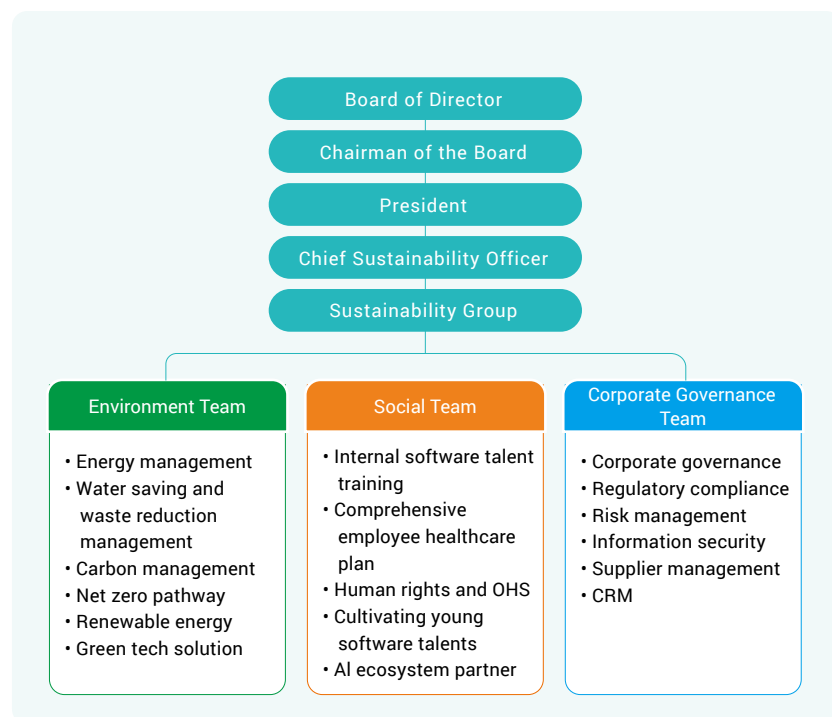 Board of Director
Chairman of the Board
President
Chief Sustainability Officer
Sustainability Group
Environment Team
• Energy management
• Water saving and
waste reduction
management
• Carbon management
• Net zero pathway
• Renewable energy
• Green tech solution
Social Team
• Internal software talent
training
• Comprehensive
employee healthcare
plan
• Human rights and OHS
• Cultivating young
software talents
• AI ecosystem partner
Corporate Governance
Team
• Corporate governance
• Regulatory compliance
• Risk management
• Information security
• Supplier management
• CRM